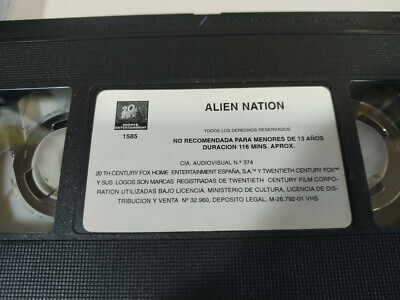 20th
HOME
ENTERTAINMENT
1585
ALIEN NATION
TODOS LOS DERECHOS RESERVADOS
NO RECOMENDADA PARA MENORES DE 13 AÑOS
DURACION 116 MINS. APROX.
CIA. AUDIOVISUAL N.º 374
20 TH CENTURY FOX HOME ENTERTAINMENT ESPAÑA, S.A.™ Y TWENTIETH CENTURY FOX™
Y SUS LOGOS SON MARCAS REGISTRADAS DE TWENTIETH CENTURY FILM CORPO-
RATION UTILIZADAS BAJO LICENCIA. MINISTERIO DE CULTURA, LICENCIA DE DIS-
TRIBUCION Y VENTA Nº 32.960, DEPOSITO LEGAL, M-26.792-01 VHS